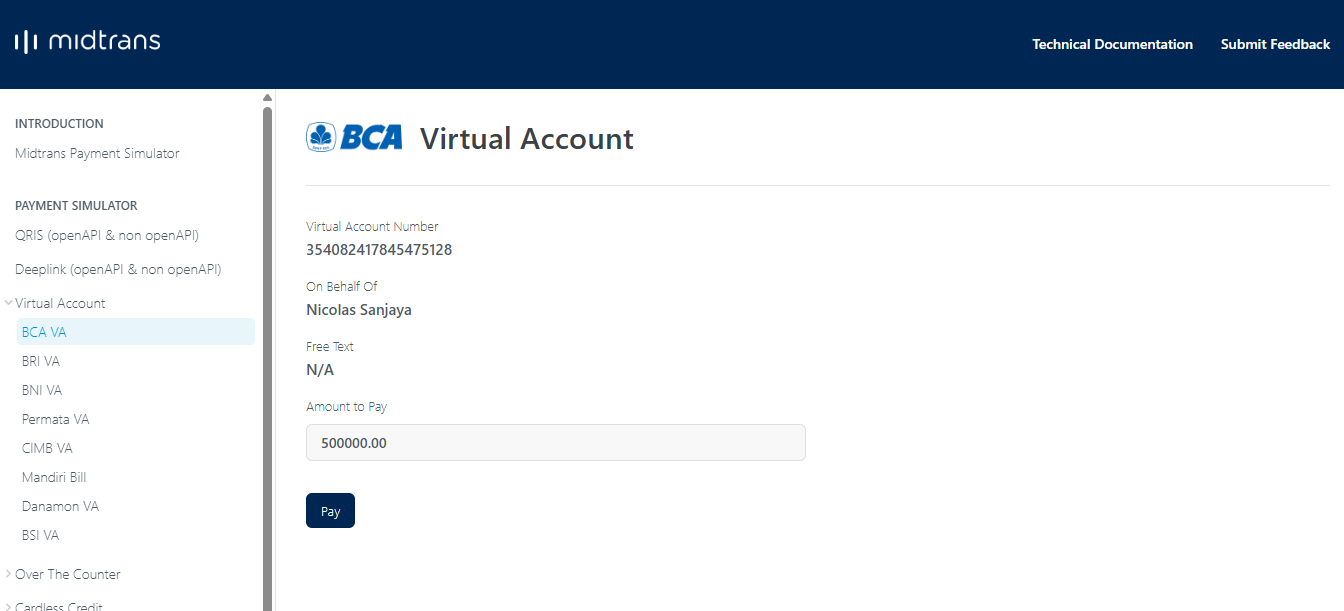 midtrans
Technical Documentation
Submit Feedback
INTRODUCTION
Midtrans Payment Simulator
PAYMENT SIMULATOR
QRIS (openAPI & non openAPI)
Deeplink (openAPI & non openAPI)
Virtual Account
BCA VA
BRI VA
BNI VA
Permata VA
CIMB VA
Mandiri Bill
Danamon VA
BSI VA
Over The Counter
Cardless Credit
BCA Virtual Account
Virtual Account Number
354082417845475128
On Behalf Of
Nicolas Sanjaya
Free Text
N/A
Amount to Pay
500000.00
Pay